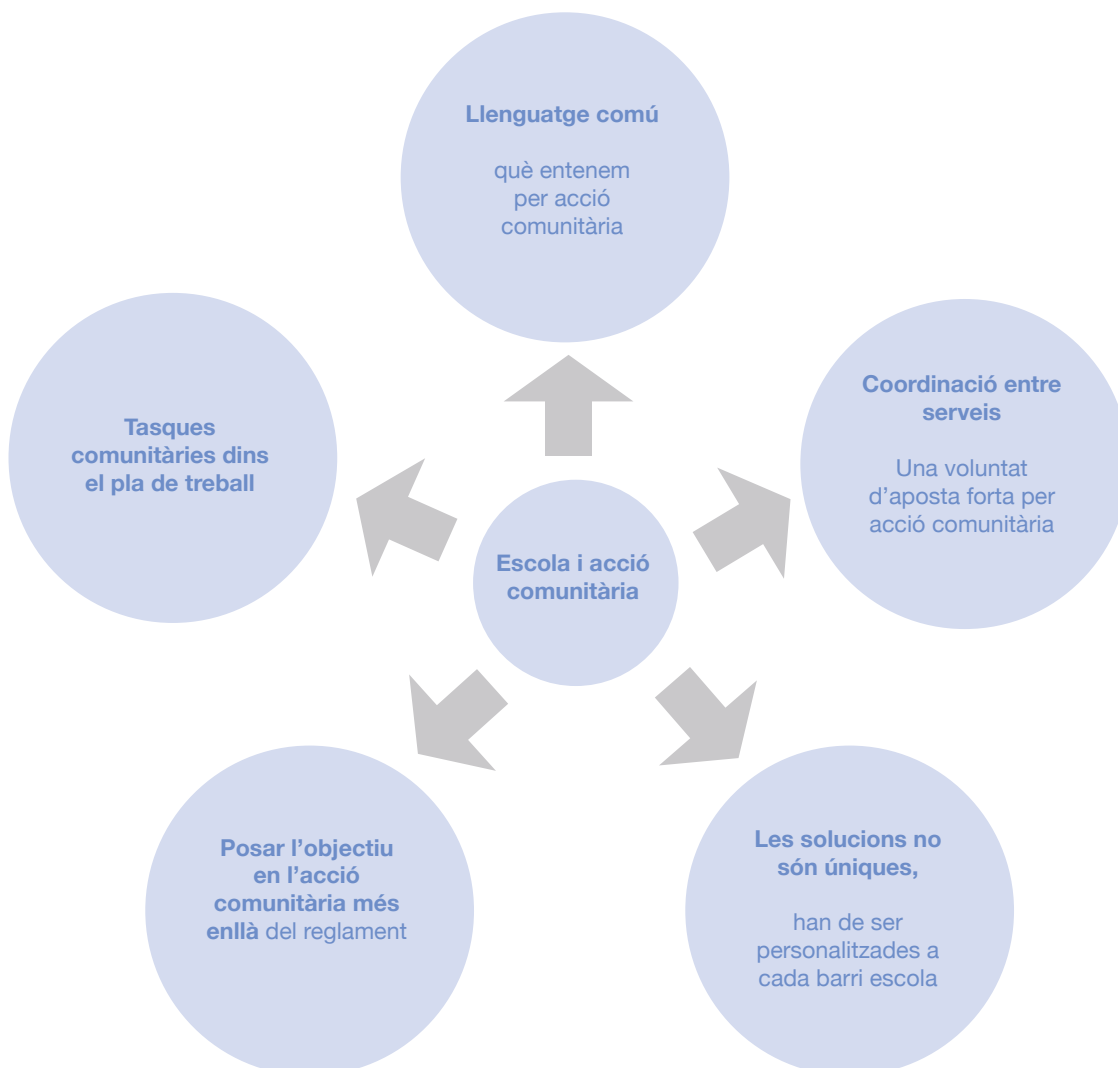 Llenguatge comú
què entenem
per acció
comunitària
Coordinació entre
serveis
Una voluntat
d’aposta forta per
acció comunitària
Tasques
comunitàries dins
el pla de treball
Escola i acció
comunitària
Posar l’objectiu
en l’acció
comunitària més
enllà del reglament
Les solucions no
són úniques,
han de ser
personalitzades a
cada barri escola